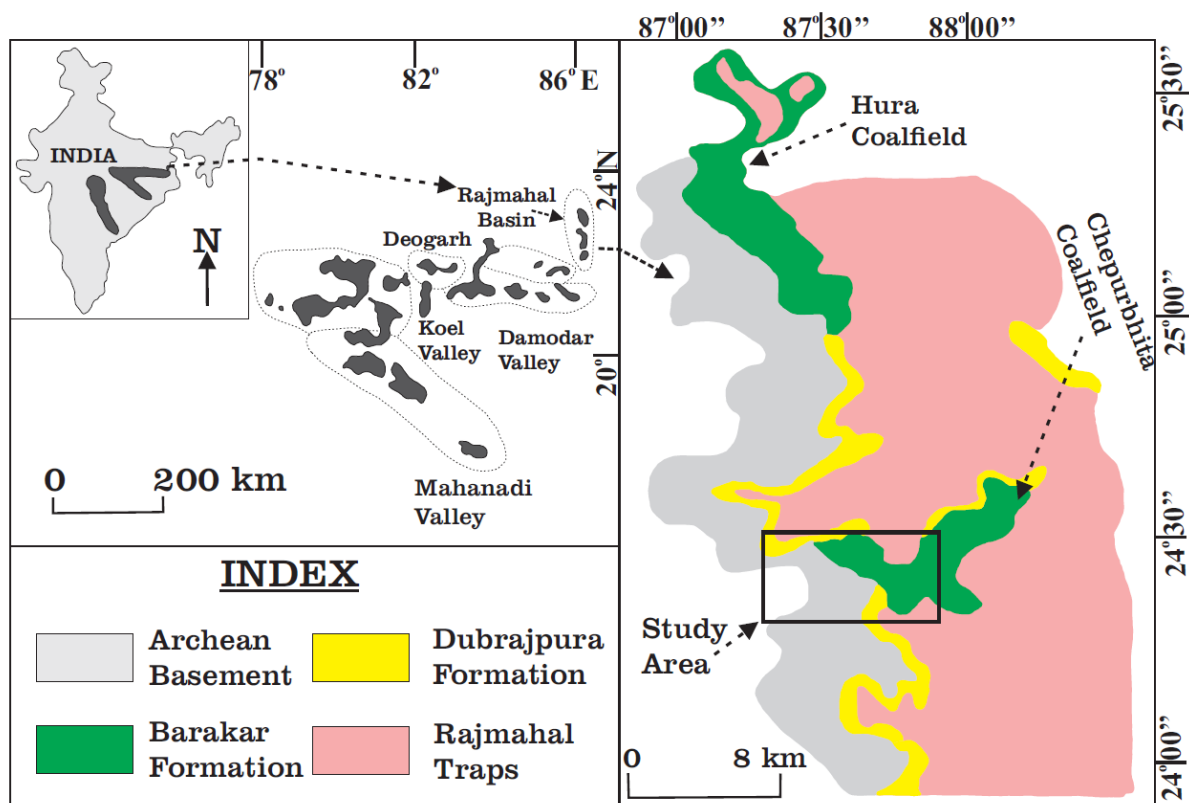 INDIA
N
78°
82°
86°E
24°N
20°
Rajmahal
Basin
Deogarh
Koel
Valley
Damodar
Valley
Mahanadi
Valley
0
200 km
INDEX
Archean
Basement
Dubrajpura
Formation
Barakar
Formation
Rajmahal
Traps
87°00”
87°30”
88°00”
25°30”
25°00”
24°30”
24°00”
Hura
Coalfield
Chepurbhita
Coalfield
Study
Area
0
8 km